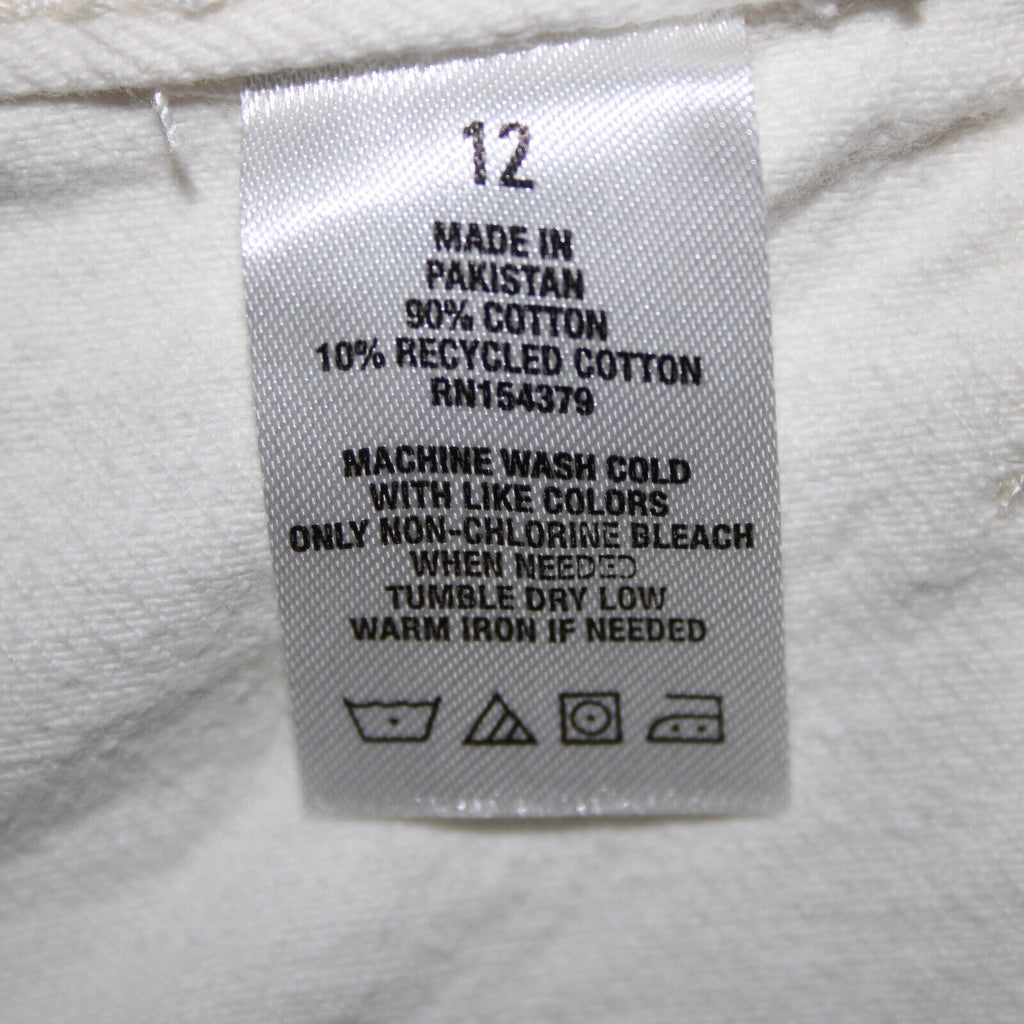 12
MADE IN
PAKISTAN
90% COTTON
10% RECYCLED COTTON
RN154379
MACHINE WASH COLD
WITH LIKE COLORS
ONLY NON-CHLORINE BLEACH
WHEN NEEDED
TUMBLE DRY LOW
WARM IRON IF NEEDED